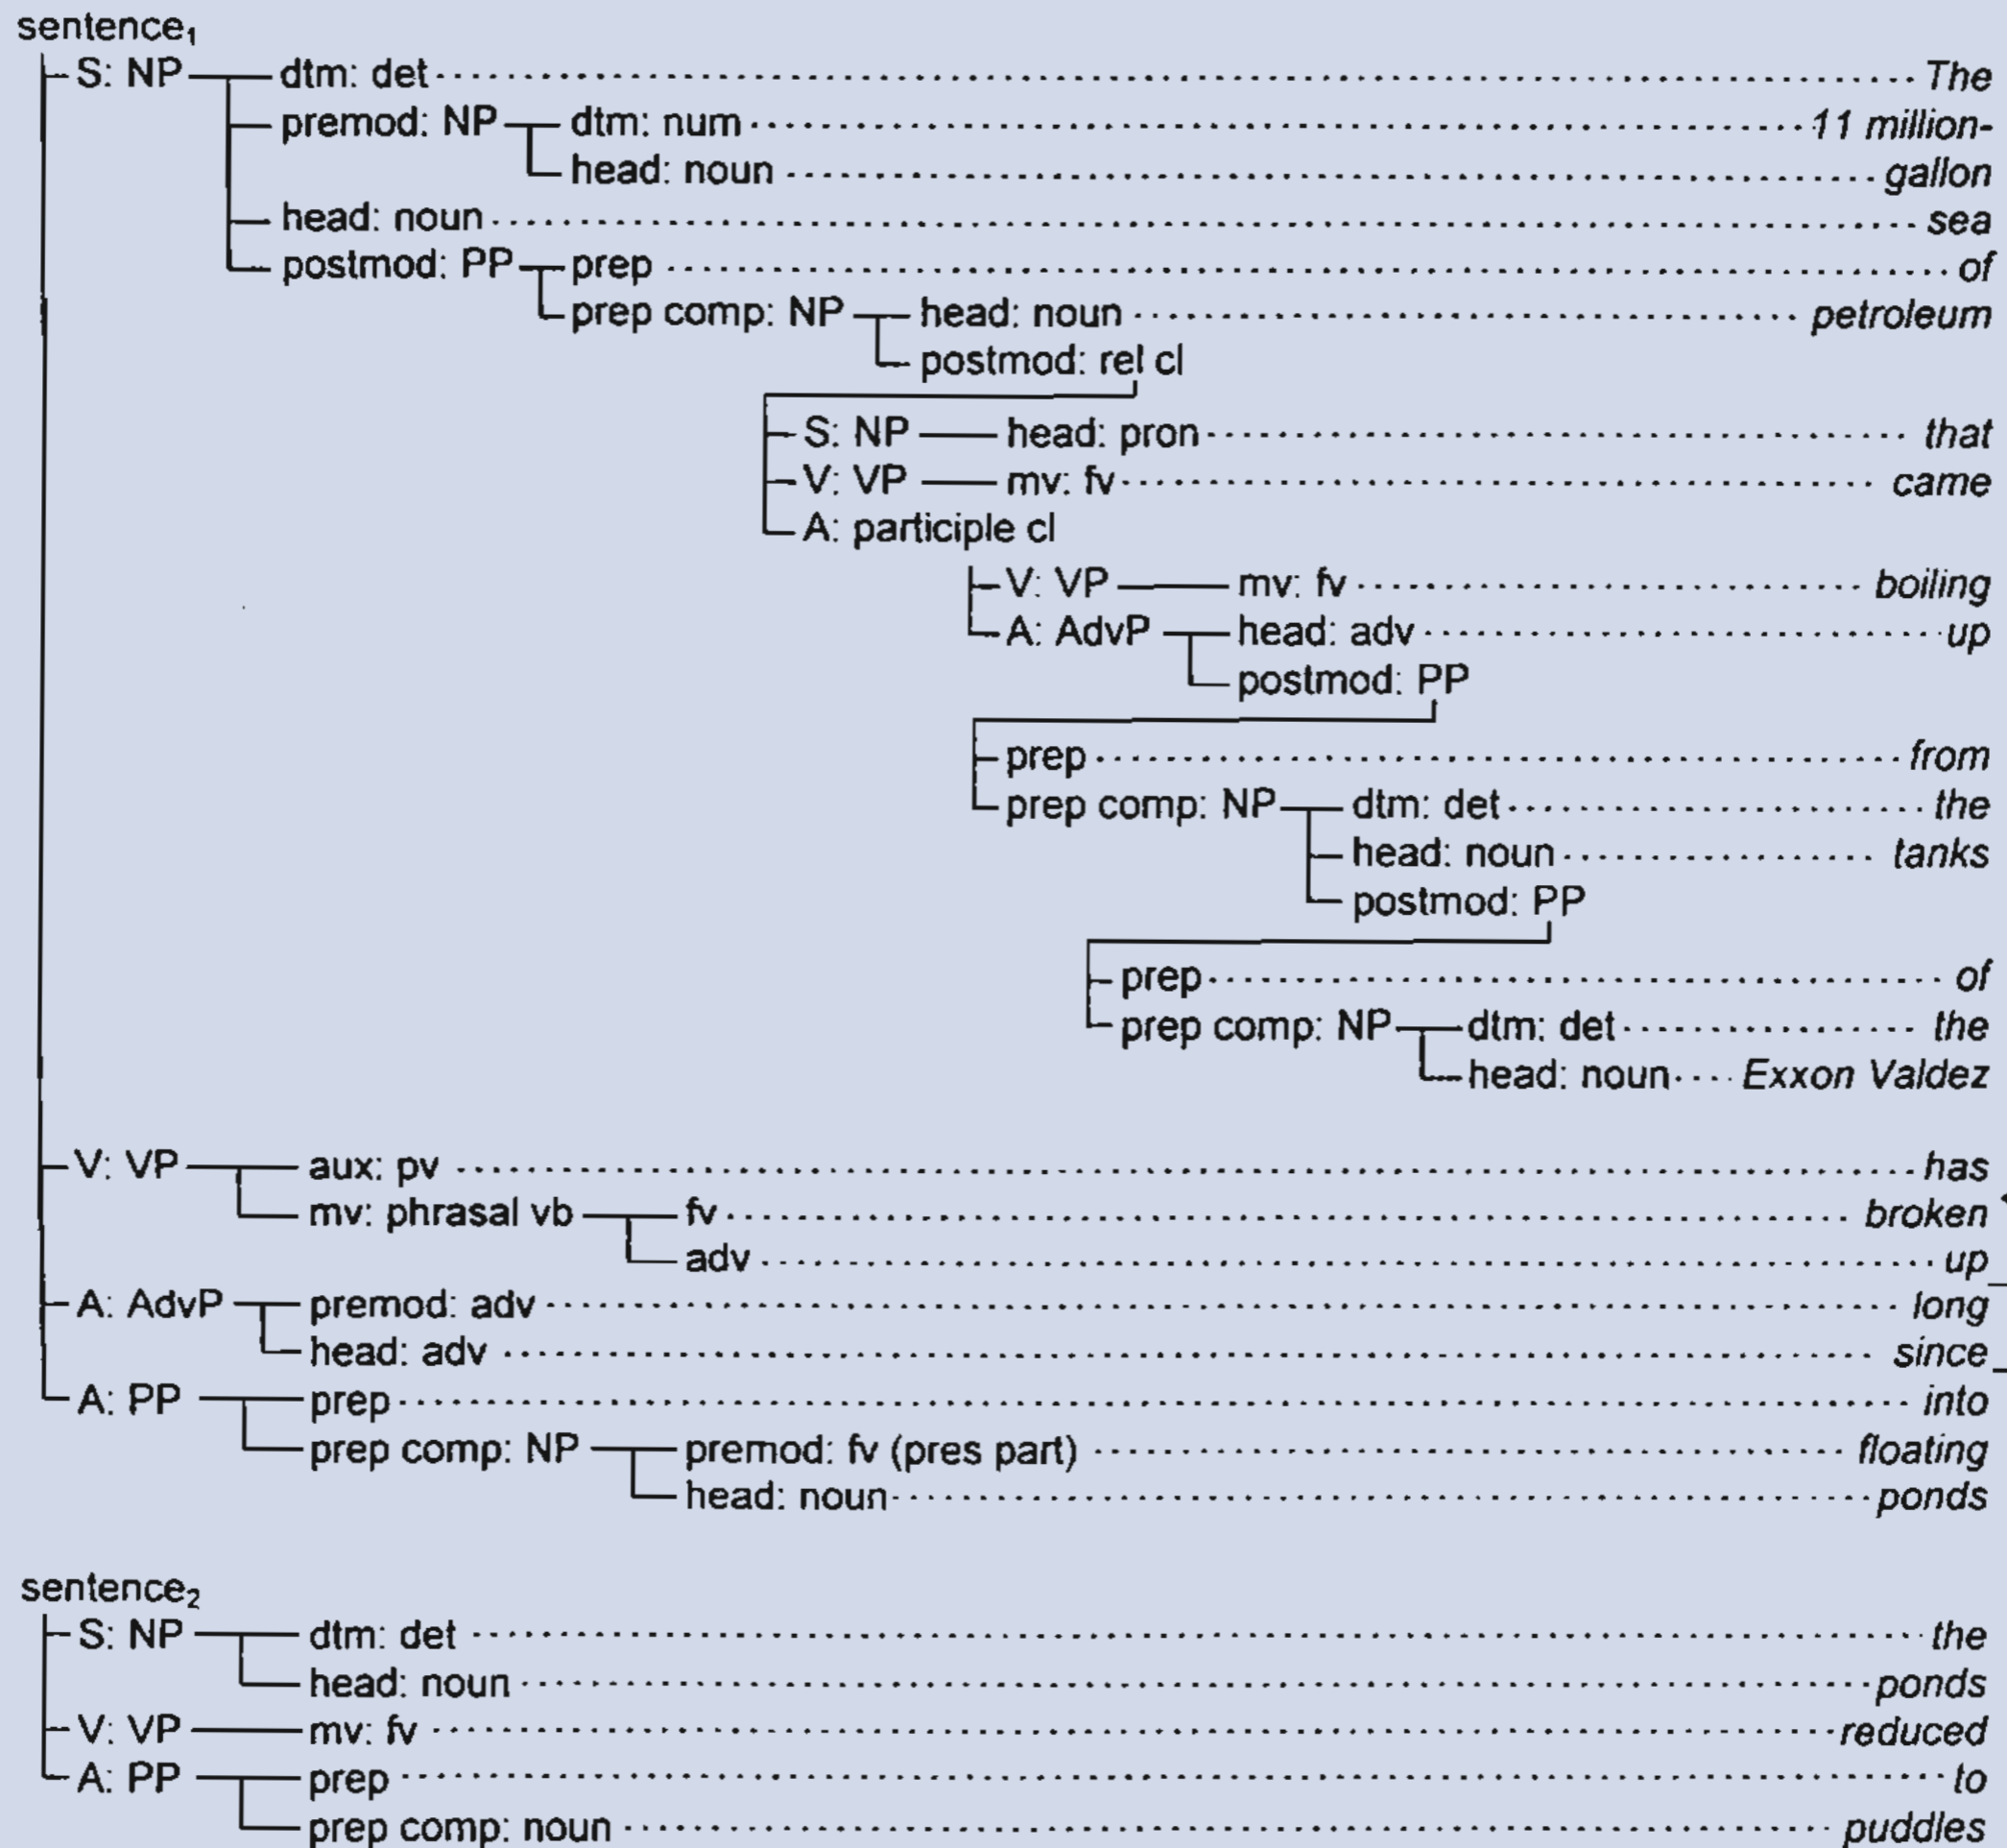 sentence₁
S: NP dtm: det The
premod: NP dtm: num 11 million-
head: noun gallon
head: noun sea
postmod: PP prep of
prep comp: NP head: noun petroleum
postmod: rel cl
S: NP head: pron that
V: VP mv: fv came
A: participle cl
V: VP mv: fv boiling
A: AdvP head: adv up
postmod: PP
prep from
prep comp: NP dtm: det the
head: noun tanks
postmod: PP
prep of
prep comp: NP dtm: det the
head: noun Exxon Valdez
V: VP aux: pv has
mv: phrasal vb fv broken
adv up
A: AdvP premod: adv long
head: adv since
A: PP prep into
prep comp: NP premod: fv (pres part) floating
head: noun ponds
sentence₂
S: NP dtm: det the
head: noun ponds
V: VP mv: fv reduced
A: PP prep to
prep comp: noun puddles